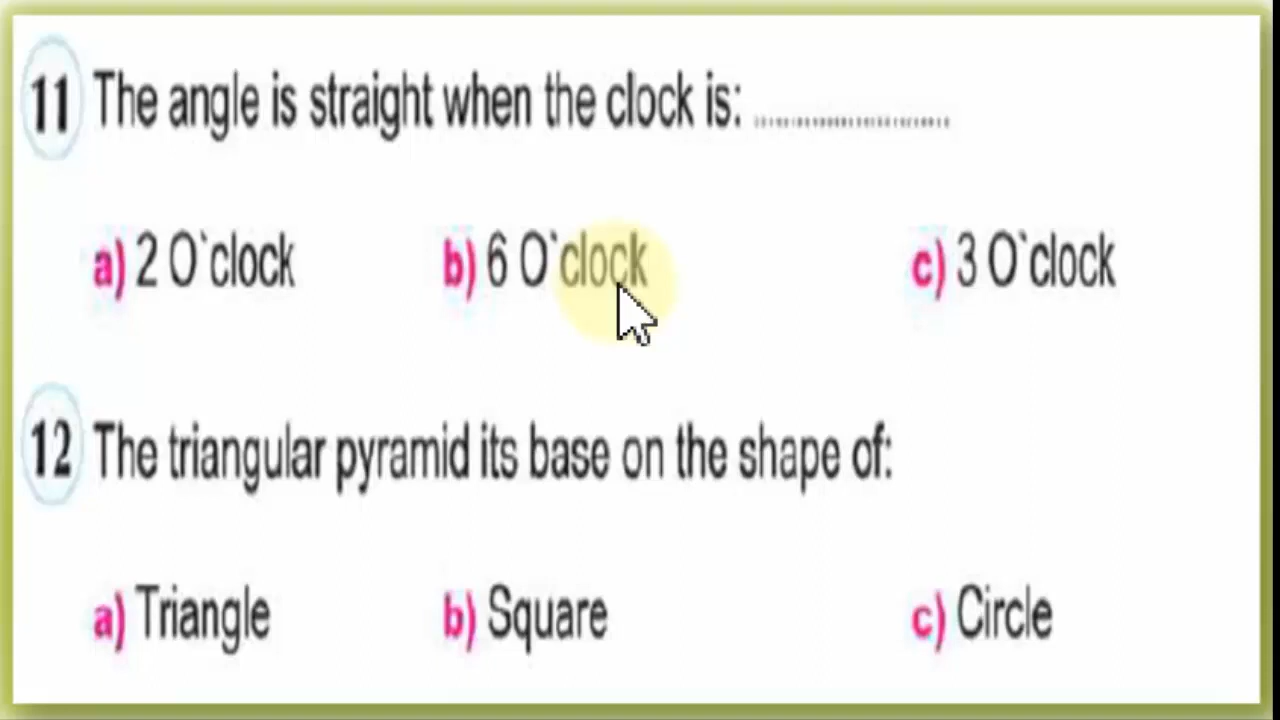 11 The angle is straight when the clock is: ........................
a) 2 O`clock b) 6 O`clock c) 3 O`clock
12 The triangular pyramid its base on the shape of:
a) Triangle b) Square c) Circle